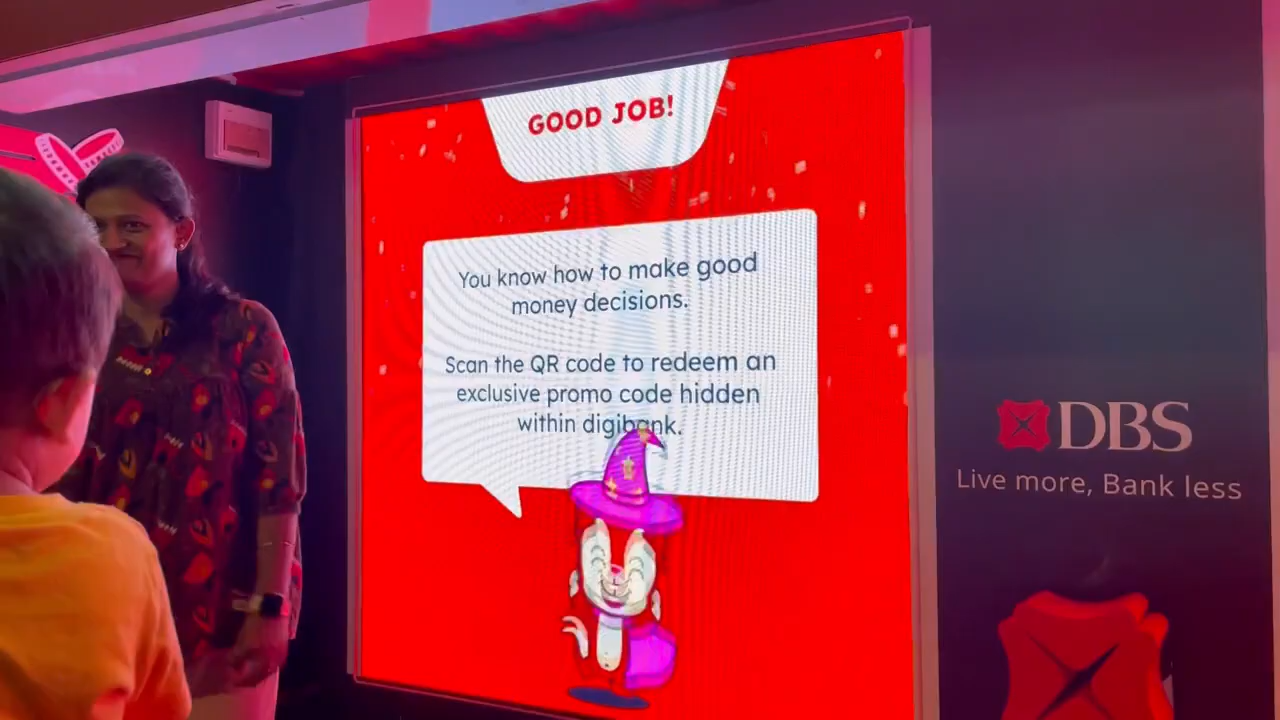 GOOD JOB!
You know how to make good
money decisions.
Scan the QR code to redeem an
exclusive promo code hidden
within digibank.
DBS
Live more, Bank less